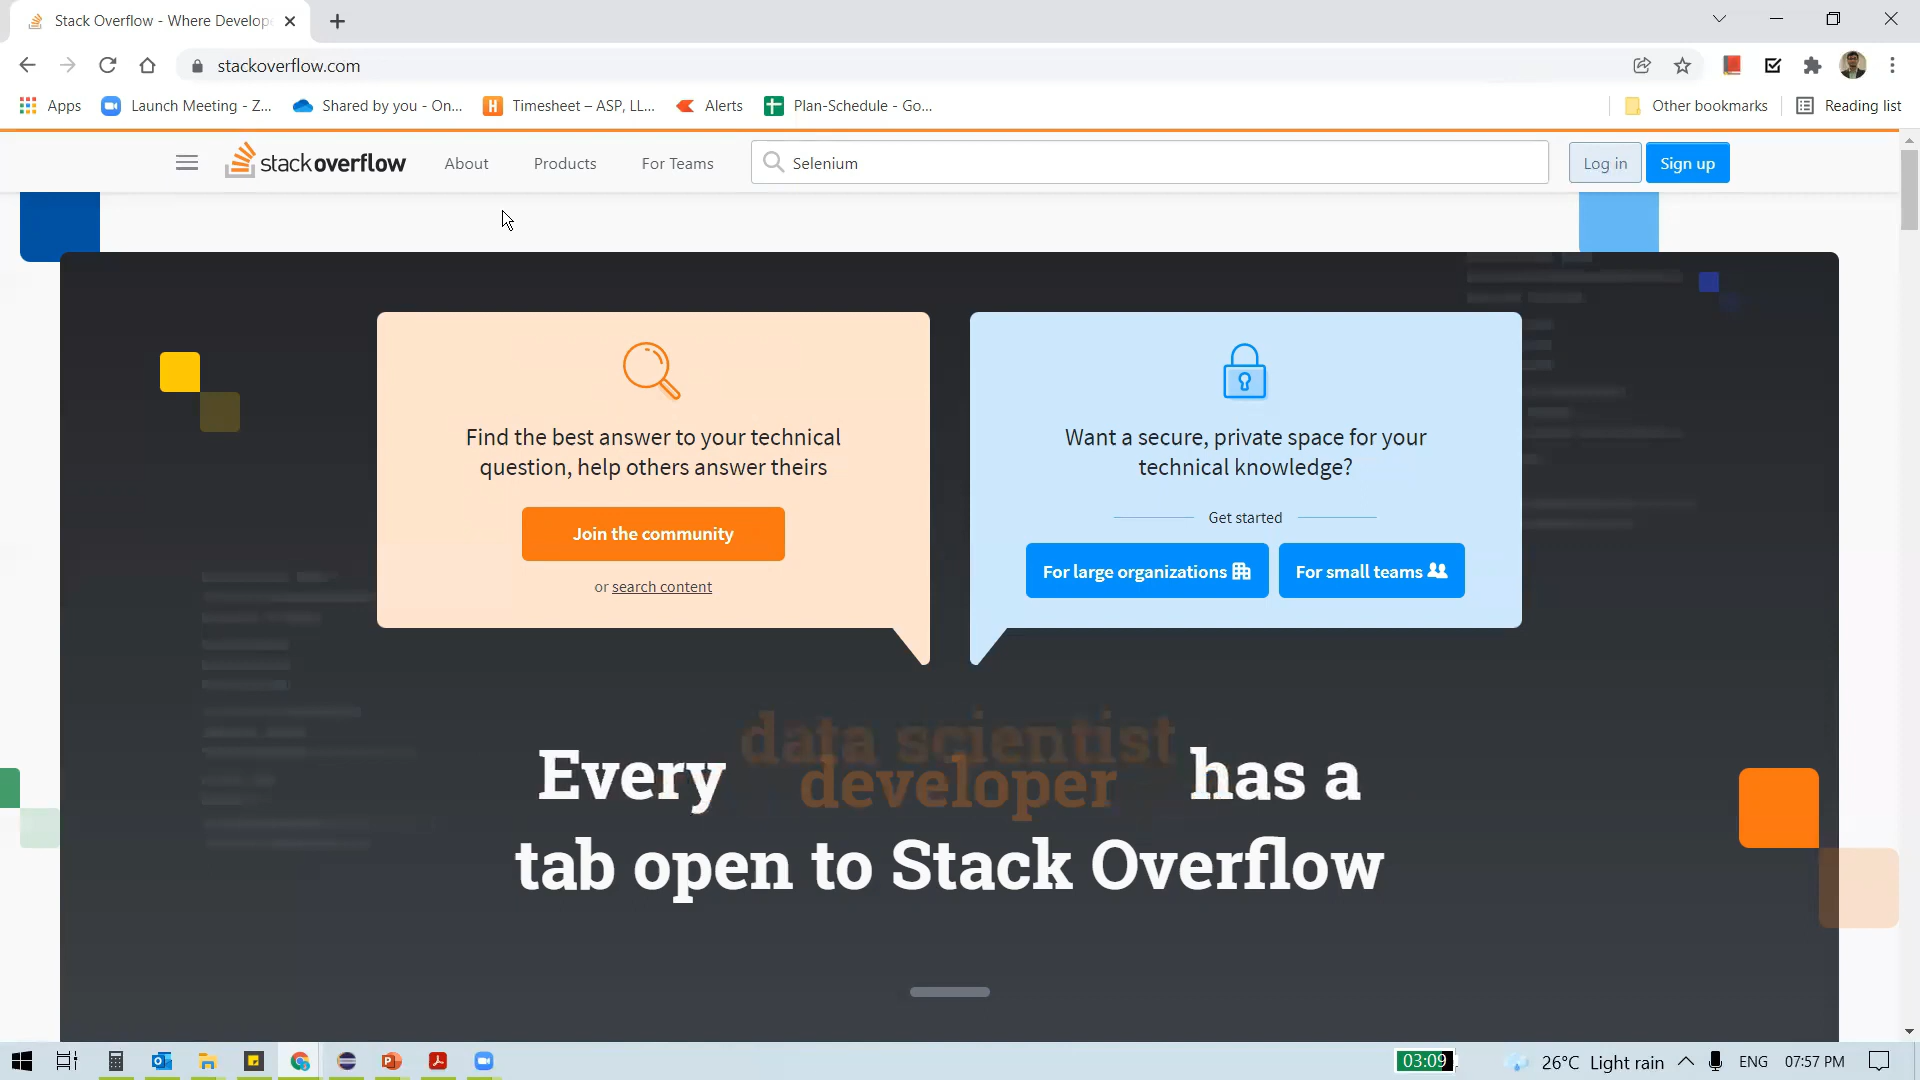 Stack Overflow - Where Develop
stackoverflow.com
Apps
Launch Meeting - Z...
Shared by you - On...
Timesheet – ASP, LL...
Alerts
Plan-Schedule - Go...
Other bookmarks
Reading list
stackoverflow
About
Products
For Teams
Selenium
Log in
Sign up
Find the best answer to your technical
question, help others answer theirs
Join the community
or search content
Want a secure, private space for your
technical knowledge?
Get started
For large organizations
For small teams
data scientist
Every developer has a
tab open to Stack Overflow
03:09
26°C Light rain
ENG
07:57 PM